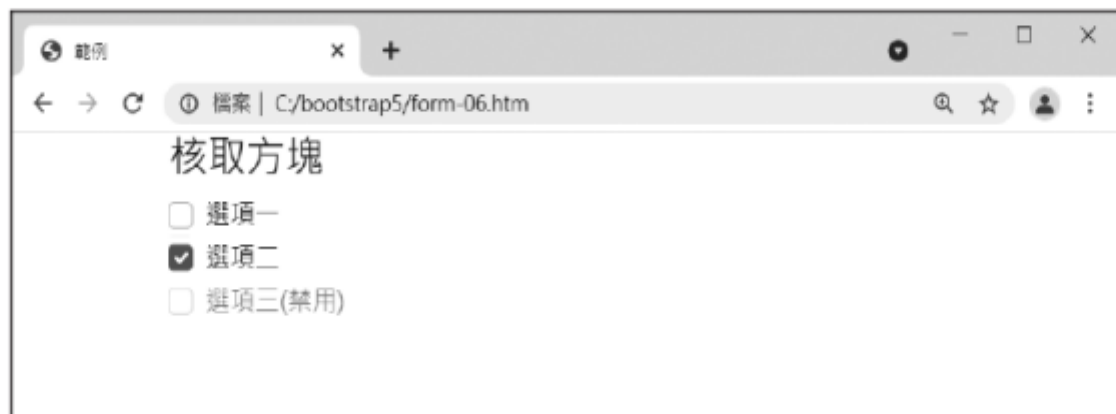 範例
檔案 | C:/bootstrap5/form-06.htm
核取方塊
選項一
選項二
選項三(禁用)